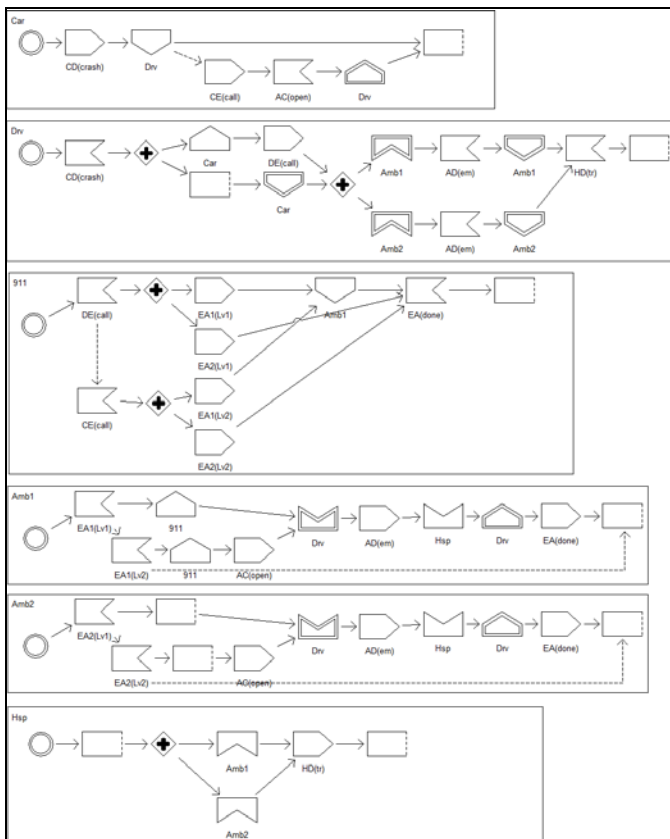 Car
CD(crash) Drv
CE(call) AC(open) Drv
Drv
CD(crash) Car DE(call) Amb1 AD(em) Amb1 HD(tr)
Car
Amb2 AD(em) Amb2
911
DE(call) EA1(Lv1) Amb1 EA(done)
EA2(Lv1)
CE(call) EA1(Lv2)
EA2(Lv2)
Amb1
EA1(Lv1) 911 Drv AD(em) Hsp Drv EA(done)
EA1(Lv2) 911 AC(open)
Amb2
EA2(Lv1) Drv AD(em) Hsp Drv EA(done)
EA2(Lv2) AC(open)
Hsp
Amb1 HD(tr)
Amb2